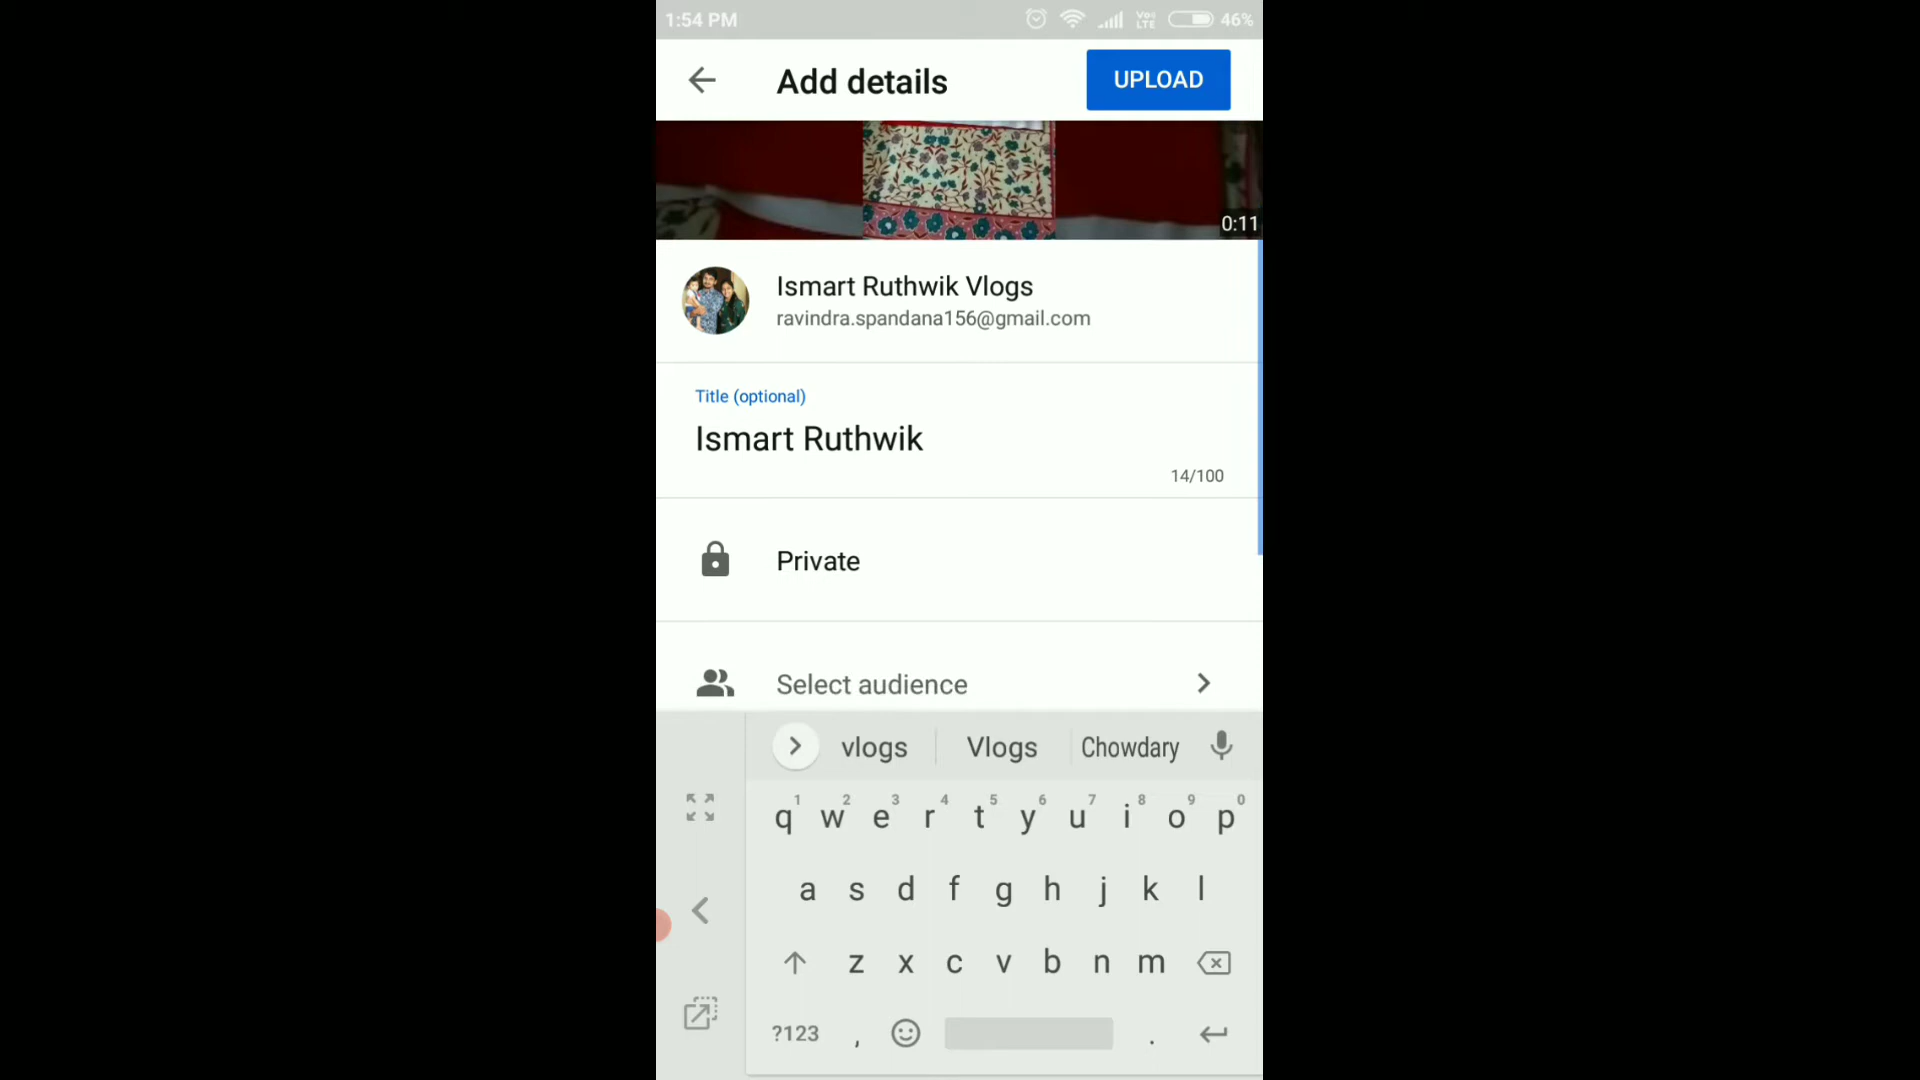 1:54 PM
Vo LTE
46%
Add details
UPLOAD
0:11
Ismart Ruthwik Vlogs
ravindra.spandana156@gmail.com
Title (optional)
Ismart Ruthwik
14/100
Private
Select audience
vlogs Vlogs Chowdary
1 2 3 4 5 6 7 8 9 0
q w e r t y u i o p
a s d f g h j k l
z x c v b n m
?123 , .